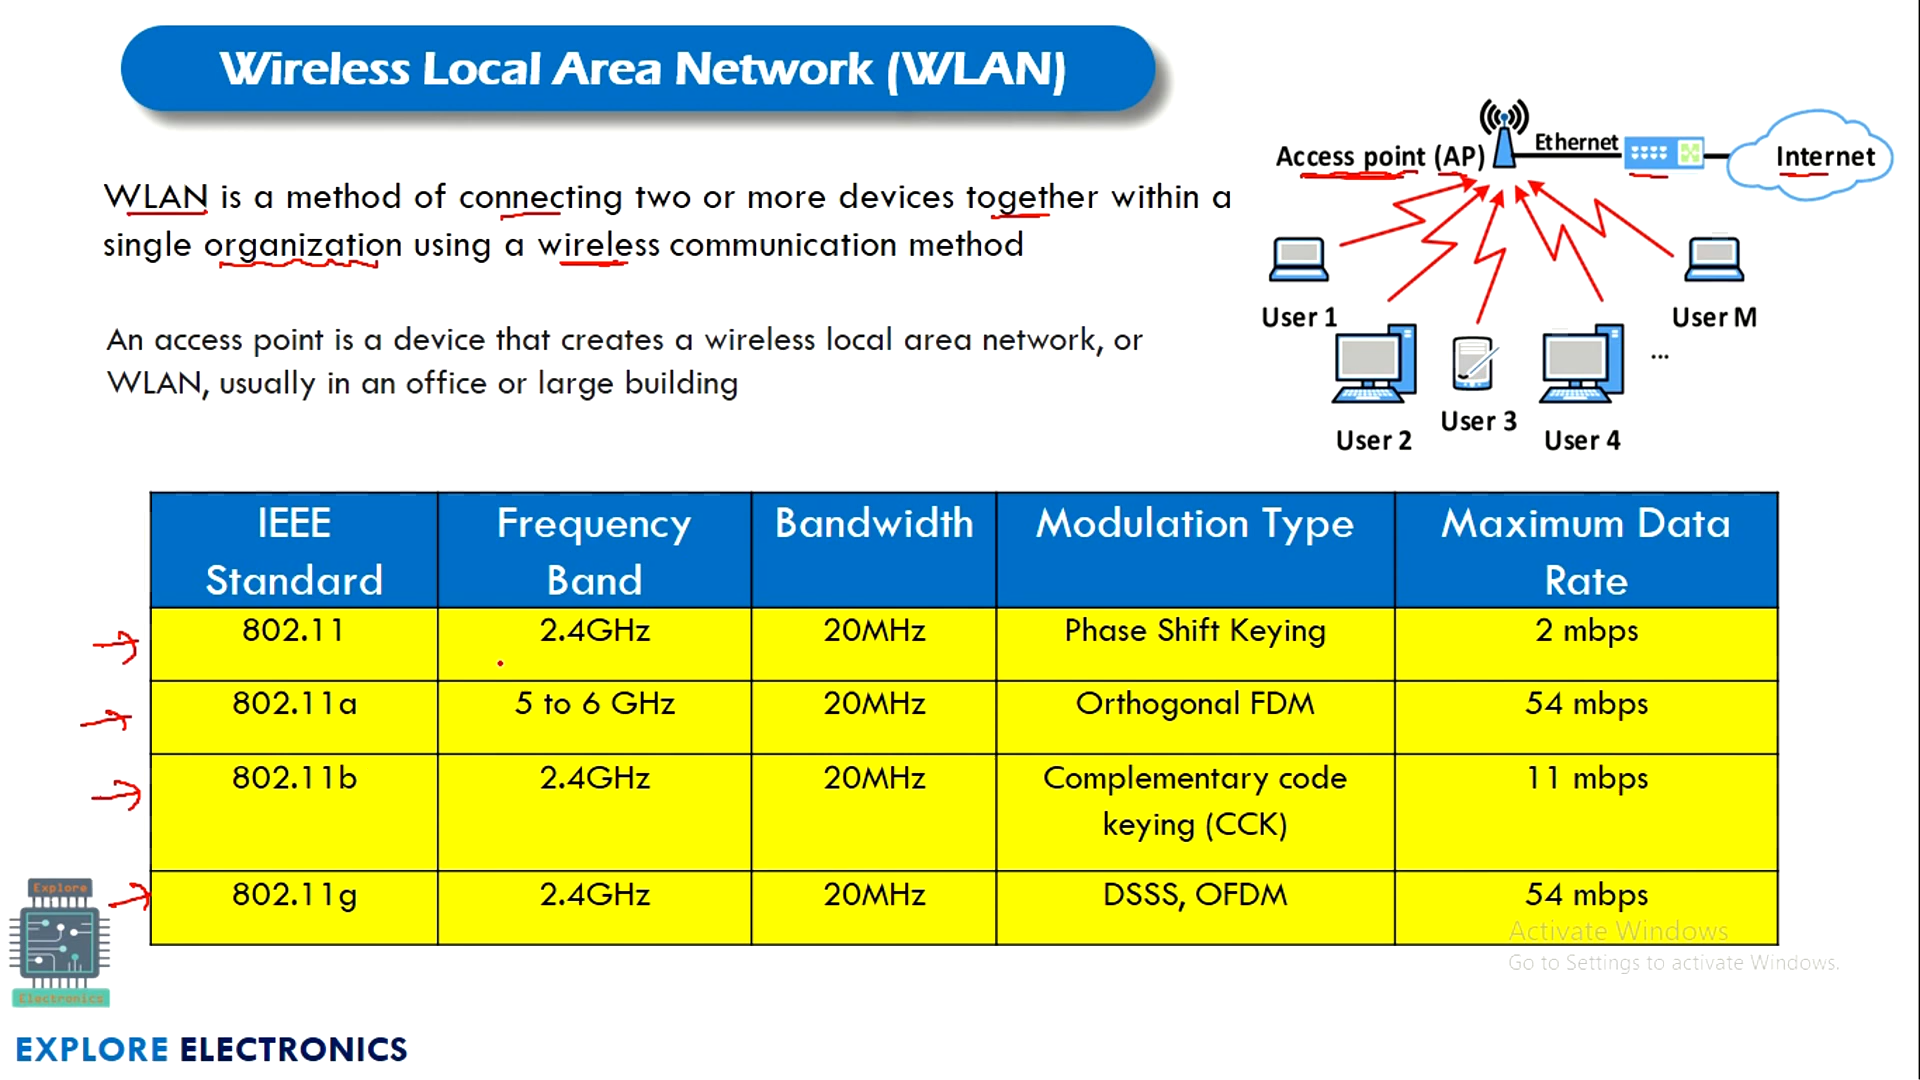 Wireless Local Area Network (WLAN)
WLAN is a method of connecting two or more devices together within a
single organization using a wireless communication method
An access point is a device that creates a wireless local area network, or
WLAN, usually in an office or large building
Access point (AP)
Ethernet
Internet
User 1
User M
...
User 2
User 3
User 4
IEEE Standard Frequency Band Bandwidth Modulation Type Maximum Data Rate
802.11 2.4GHz 20MHz Phase Shift Keying 2 mbps
802.11a 5 to 6 GHz 20MHz Orthogonal FDM 54 mbps
802.11b 2.4GHz 20MHz Complementary code keying (CCK) 11 mbps
802.11g 2.4GHz 20MHz DSSS, OFDM 54 mbps
Activate Windows
Go to Settings to activate Windows.
Explore
Electronics
EXPLORE ELECTRONICS